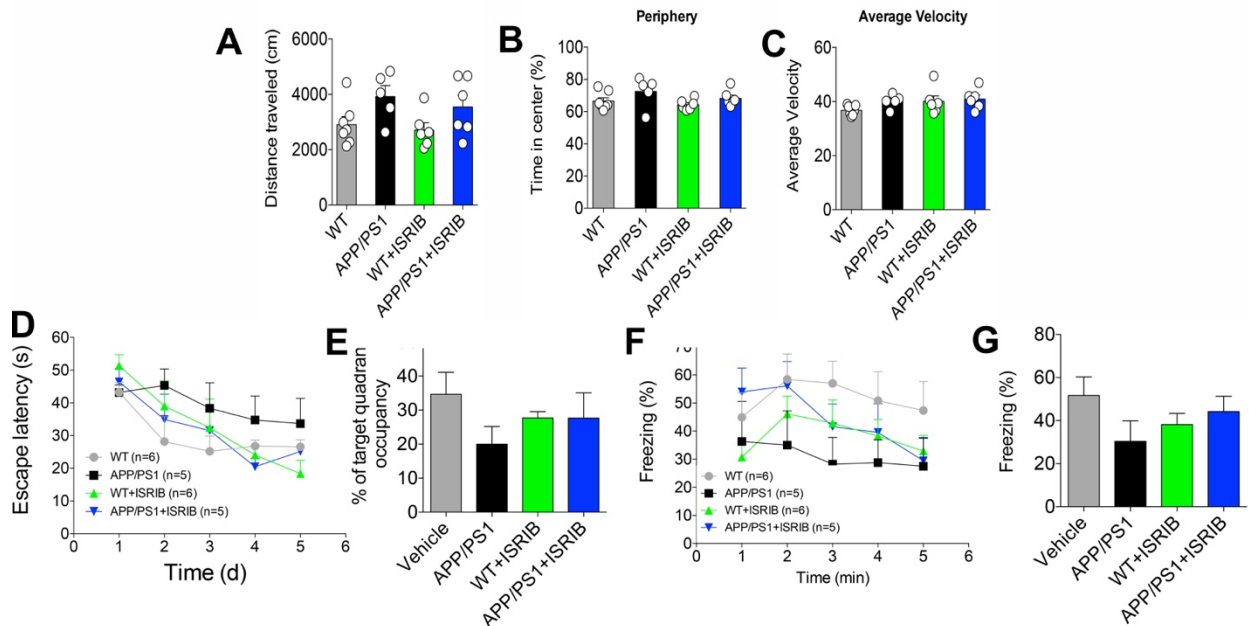 A
Distance traveled (cm)
6000
4000
2000
0
WT
APP/PS1
WT+ISRIB
APP/PS1+ISRIB
B
Periphery
Time in center (%)
100
80
60
40
20
0
WT
APP/PS1
WT+ISRIB
APP/PS1+ISRIB
C
Average Velocity
Average Velocity
60
40
20
0
WT
APP/PS1
WT+ISRIB
APP/PS1+ISRIB
D
Escape latency (s)
60
50
40
30
20
10
0
WT (n=6)
APP/PS1 (n=5)
WT+ISRIB (n=6)
APP/PS1+ISRIB (n=5)
0 1 2 3 4 5 6
Time (d)
E
% of target quadran
occupancy
40
30
20
10
0
Vehicle
APP/PS1
WT+ISRIB
APP/PS1+ISRIB
F
Freezing (%)
70
60
50
40
30
20
10
0
WT (n=6)
APP/PS1 (n=5)
WT+ISRIB (n=6)
APP/PS1+ISRIB (n=5)
0 1 2 3 4 5 6
Time (min)
G
Freezing (%)
80
60
40
20
0
Vehicle
APP/PS1
WT+ISRIB
APP/PS1+ISRIB